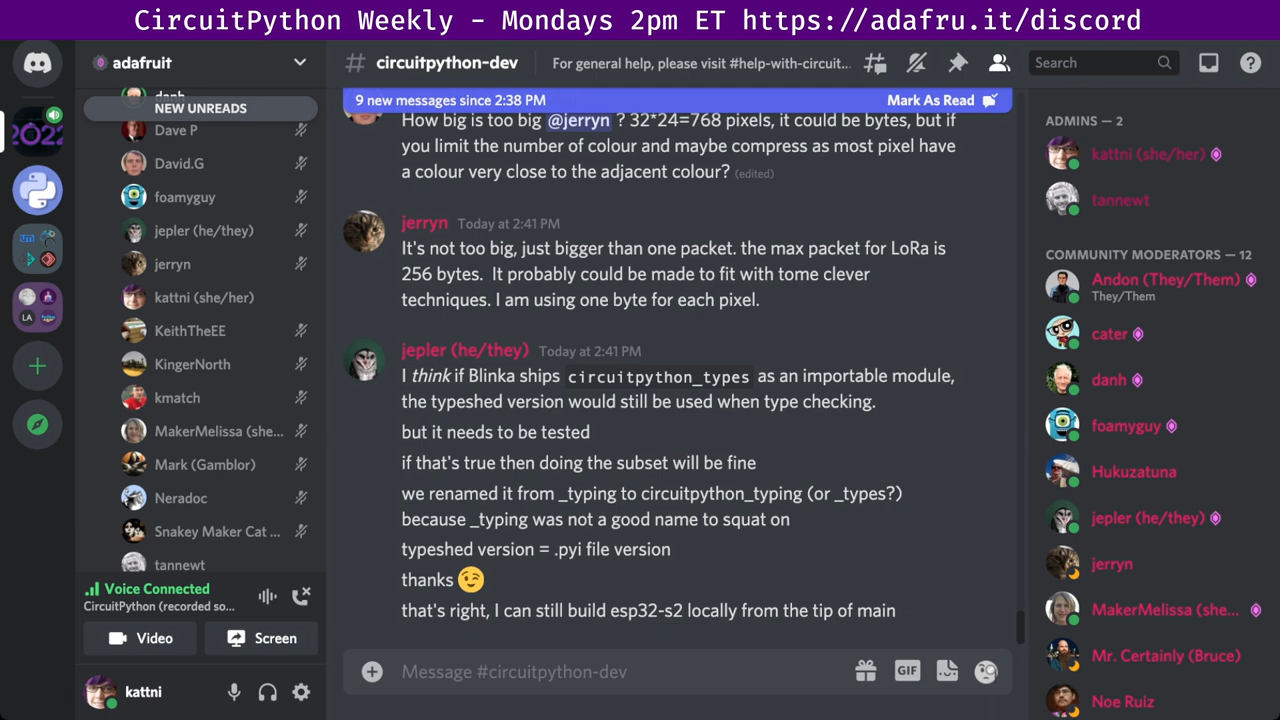 CircuitPython Weekly - Mondays 2pm ET https://adafru.it/discord
adafruit
circuitpython-dev
For general help, please visit #help-with-circuit...
Search
danh
NEW UNREADS
Dave P
David.G
foamyguy
jepler (he/they)
jerryn
kattni (she/her)
KeithTheEE
KingerNorth
kmatch
MakerMelissa (she...
Mark (Gamblor)
Neradoc
Snakey Maker Cat ...
tannewt
Voice Connected
CircuitPython (recorded so...
Video
Screen
kattni
2022
LA
9 new messages since 2:38 PM
Mark As Read
How big is too big @jerryn ? 32*24=768 pixels, it could be bytes, but if
you limit the number of colour and maybe compress as most pixel have
a colour very close to the adjacent colour? (edited)
jerryn Today at 2:41 PM
It's not too big, just bigger than one packet. the max packet for LoRa is
256 bytes. It probably could be made to fit with tome clever
techniques. I am using one byte for each pixel.
jepler (he/they) Today at 2:41 PM
I think if Blinka ships circuitpython_types as an importable module,
the typeshed version would still be used when type checking.
but it needs to be tested
if that's true then doing the subset will be fine
we renamed it from _typing to circuitpython_typing (or _types?)
because _typing was not a good name to squat on
typeshed version = .pyi file version
thanks 😉
that's right, I can still build esp32-s2 locally from the tip of main
Message #circuitpython-dev
GIF
ADMINS — 2
kattni (she/her)
tannewt
COMMUNITY MODERATORS — 12
Andon (They/Them)
They/Them
cater
danh
foamyguy
Hukuzatuna
jepler (he/they)
jerryn
MakerMelissa (she...
Mr. Certainly (Bruce)
Noe Ruiz